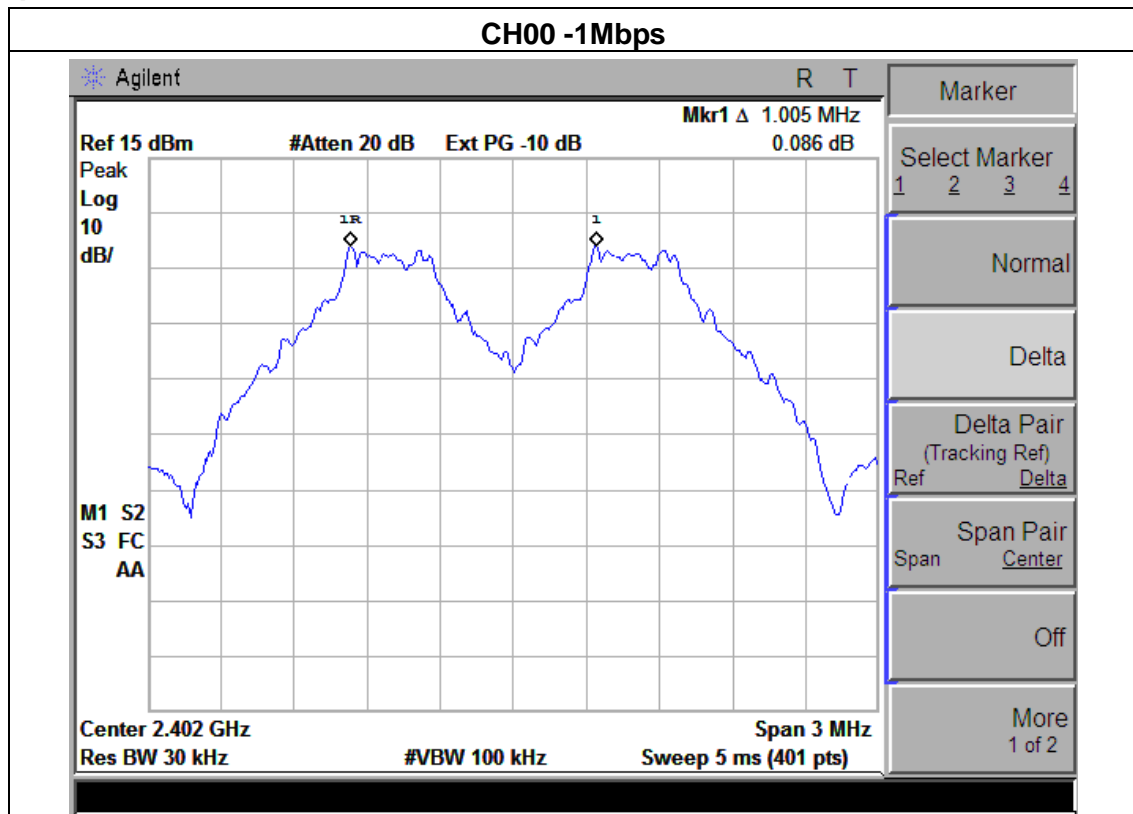 CH00 -1Mbps
Agilent R T
Mkr1 Δ 1.005 MHz
Ref 15 dBm #Atten 20 dB Ext PG -10 dB 0.086 dB
Peak
Log
10
dB/
1R 1
M1 S2
S3 FC
AA
Center 2.402 GHz Span 3 MHz
Res BW 30 kHz #VBW 100 kHz Sweep 5 ms (401 pts)
Marker
Select Marker
1 2 3 4
Normal
Delta
Delta Pair
(Tracking Ref)
Ref Delta
Span Pair
Span Center
Off
More
1 of 2